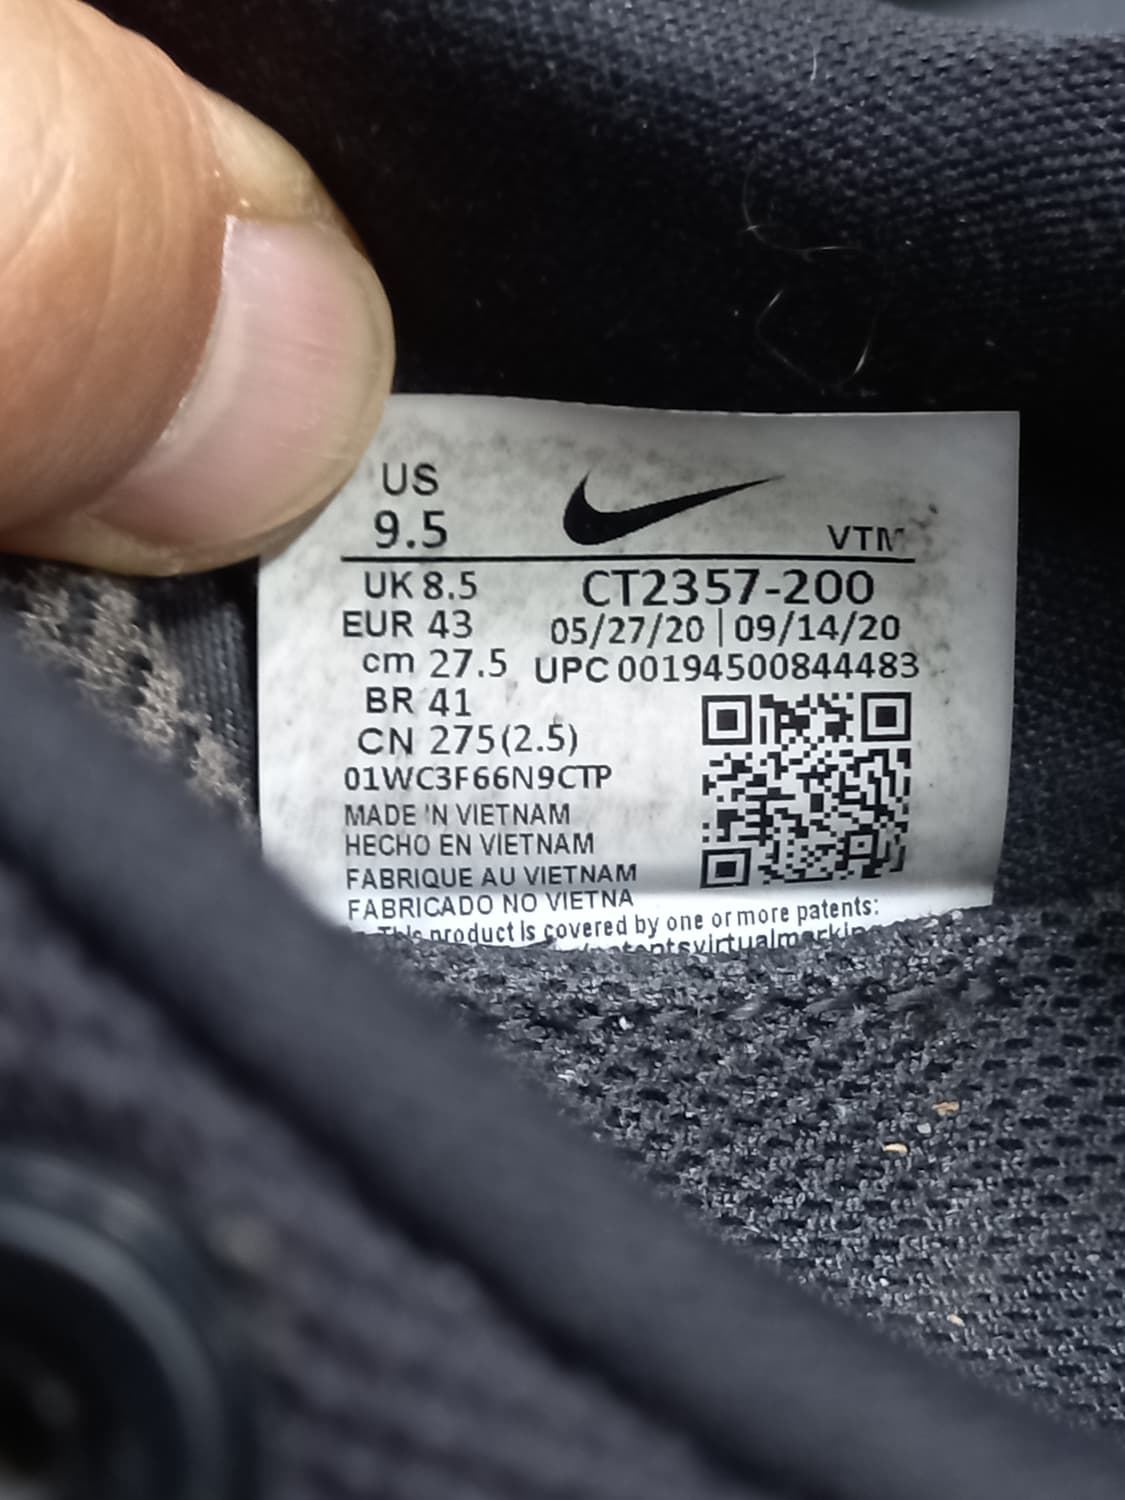 US
9.5
VTM
UK 8.5
CT2357-200
EUR 43
05/27/20 | 09/14/20
cm 27.5
UPC 00194500844483
BR 41
CN 275(2.5)
01WC3F66N9CTP
MADE IN VIETNAM
HECHO EN VIETNAM
FABRIQUE AU VIETNAM
FABRICADO NO VIETNA
This product is covered by one or more patents: